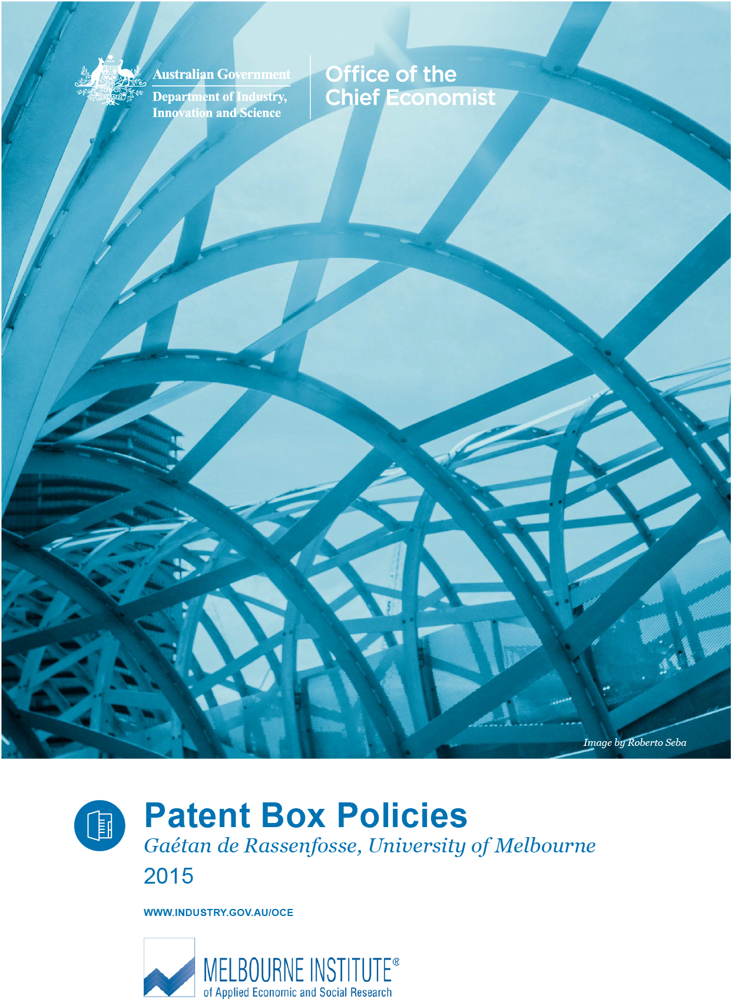 Australian Government
Department of Industry,
Innovation and Science
Office of the
Chief Economist
AUSTRALIA
Image by Roberto Seba
Patent Box Policies
Gaétan de Rassenfosse, University of Melbourne
2015
WWW.INDUSTRY.GOV.AU/OCE
MELBOURNE INSTITUTE®
of Applied Economic and Social Research